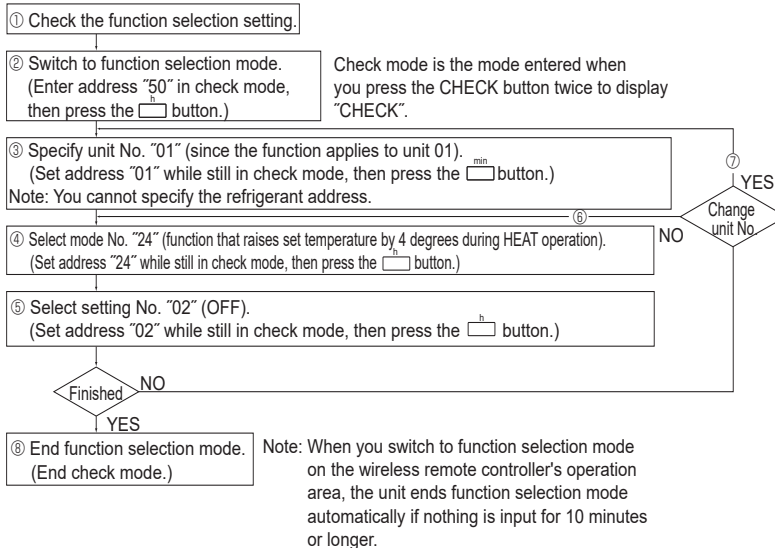 ① Check the function selection setting.
② Switch to function selection mode.
(Enter address ˝50˝ in check mode,
then press the h button.)
Check mode is the mode entered when
you press the CHECK button twice to display
˝CHECK˝.
③ Specify unit No. ˝01˝ (since the function applies to unit 01).
(Set address ˝01˝ while still in check mode, then press the min button.)
Note: You cannot specify the refrigerant address.
⑦
YES
Change
unit No.
⑥
NO
④ Select mode No. ˝24˝ (function that raises set temperature by 4 degrees during HEAT operation).
(Set address ˝24˝ while still in check mode, then press the h button.)
⑤ Select setting No. ˝02˝ (OFF).
(Set address ˝02˝ while still in check mode, then press the h button.)
Finished
NO
YES
⑧ End function selection mode.
(End check mode.)
Note: When you switch to function selection mode
on the wireless remote controller's operation
area, the unit ends function selection mode
automatically if nothing is input for 10 minutes
or longer.